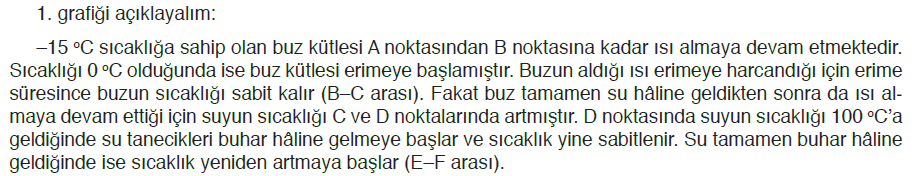 1. grafiği açıklayalım:
–15 °C sıcaklığa sahip olan buz kütlesi A noktasından B noktasına kadar ısı almaya devam etmektedir.
Sıcaklığı 0 °C olduğunda ise buz kütlesi erimeye başlamıştır. Buzun aldığı ısı erimeye harcandığı için erime
süresince buzun sıcaklığı sabit kalır (B–C arası). Fakat buz tamamen su hâline geldikten sonra da ısı al-
maya devam ettiği için suyun sıcaklığı C ve D noktalarında artmıştır. D noktasında suyun sıcaklığı 100 °C’a
geldiğinde su tanecikleri buhar hâline gelmeye başlar ve sıcaklık yine sabitlenir. Su tamamen buhar hâline
geldiğinde ise sıcaklık yeniden artmaya başlar (E–F arası).